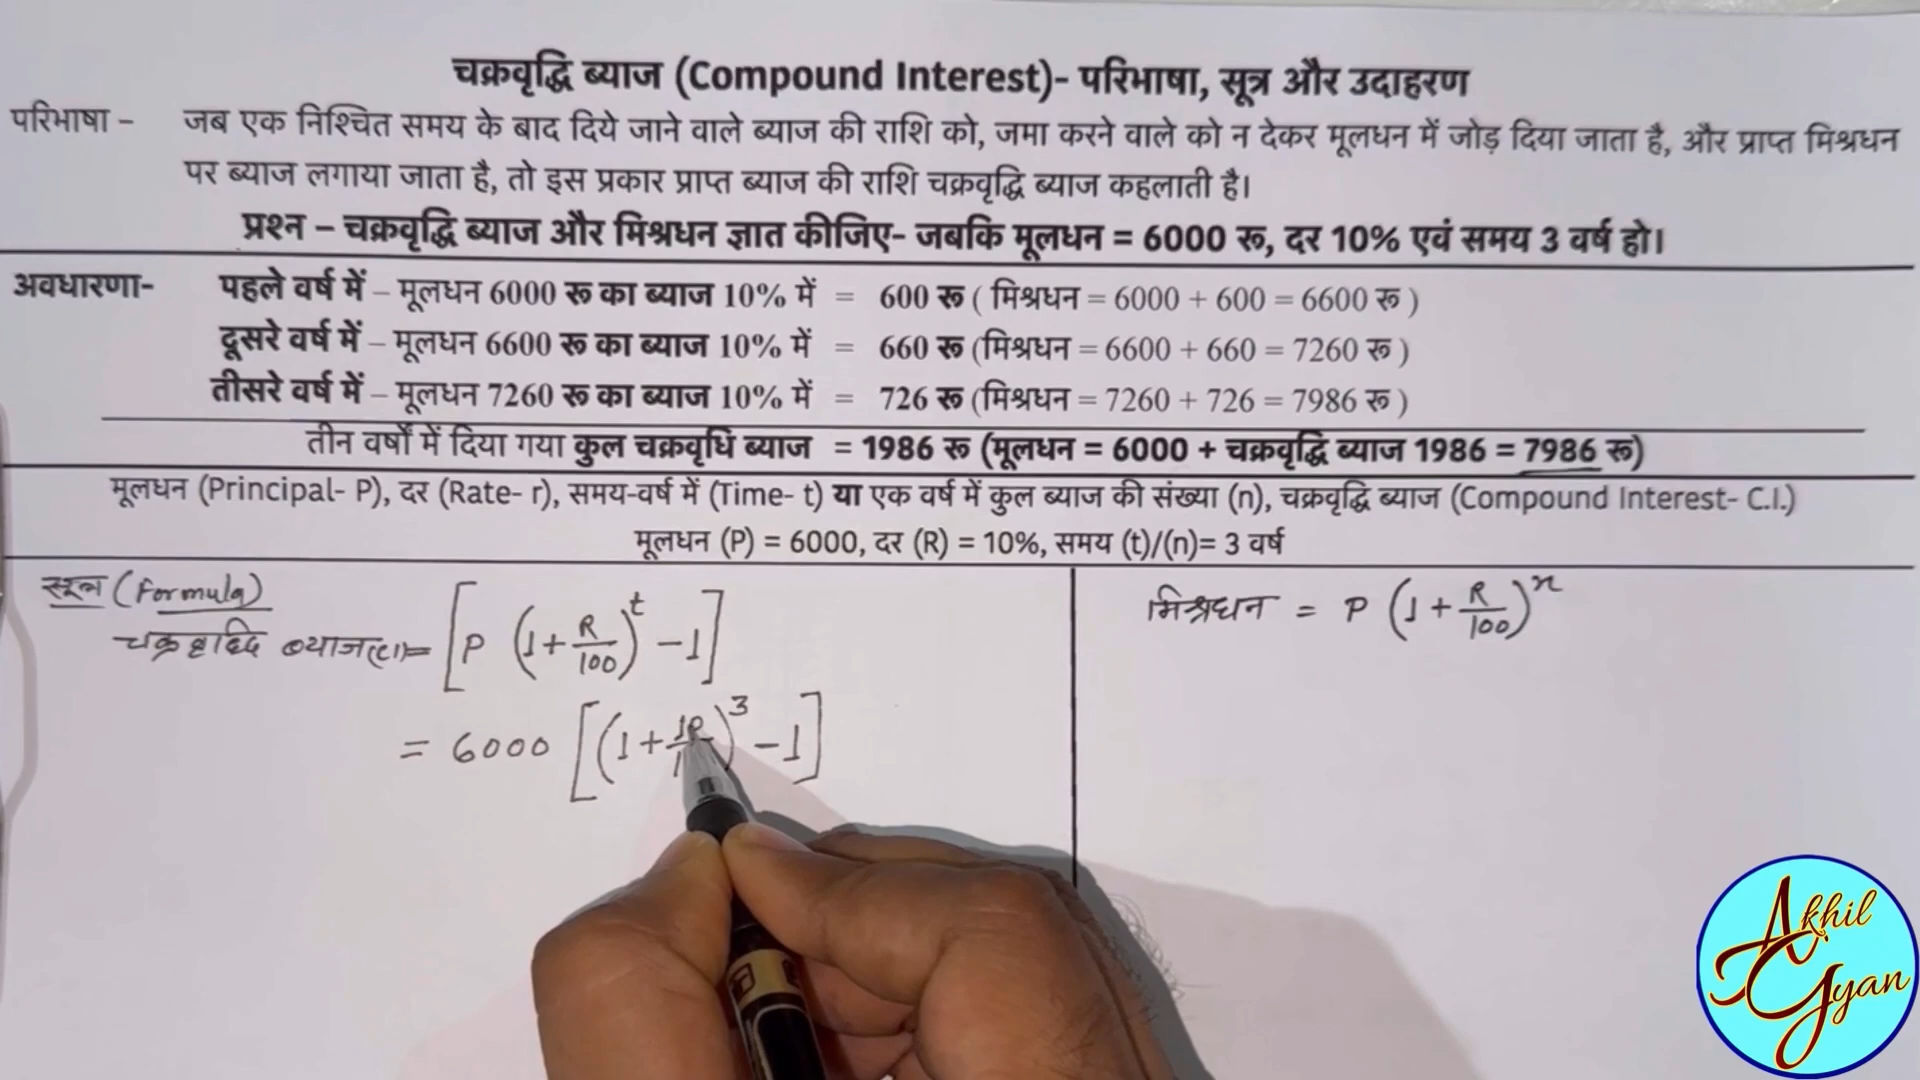 चक्रवृद्धि ब्याज (Compound Interest)- परिभाषा, सूत्र और उदाहरण
परिभाषा – जब एक निश्चित समय के बाद दिये जाने वाले ब्याज की राशि को, जमा करने वाले को न देकर मूलधन में जोड़ दिया जाता है, और प्राप्त मिश्रधन
पर ब्याज लगाया जाता है, तो इस प्रकार प्राप्त ब्याज की राशि चक्रवृद्धि ब्याज कहलाती है।
प्रश्न – चक्रवृद्धि ब्याज और मिश्रधन ज्ञात कीजिए- जबकि मूलधन = 6000 रू, दर 10% एवं समय 3 वर्ष हो।
अवधारणा- पहले वर्ष में – मूलधन 6000 रू का ब्याज 10% में = 600 रू ( मिश्रधन = 6000 + 600 = 6600 रू )
दूसरे वर्ष में – मूलधन 6600 रू का ब्याज 10% में = 660 रू (मिश्रधन = 6600 + 660 = 7260 रू )
तीसरे वर्ष में – मूलधन 7260 रू का ब्याज 10% में = 726 रू (मिश्रधन = 7260 + 726 = 7986 रू )
तीन वर्षों में दिया गया कुल चक्रवृधि ब्याज = 1986 रू (मूलधन = 6000 + चक्रवृद्धि ब्याज 1986 = 7986 रू)
मूलधन (Principal- P), दर (Rate- r), समय-वर्ष में (Time- t) या एक वर्ष में कुल ब्याज की संख्या (n), चक्रवृद्धि ब्याज (Compound Interest- C.I.)
मूलधन (P) = 6000, दर (R) = 10%, समय (t)/(n)= 3 वर्ष
सूत्र (Formula)
चक्रवृद्धि ब्याज(CI)= [P (1+R/100)^t -1]
= 6000 [(1+10/1 )^3 -1]
मिश्रधन = P (1+R/100)^n
Akhil
Gyan